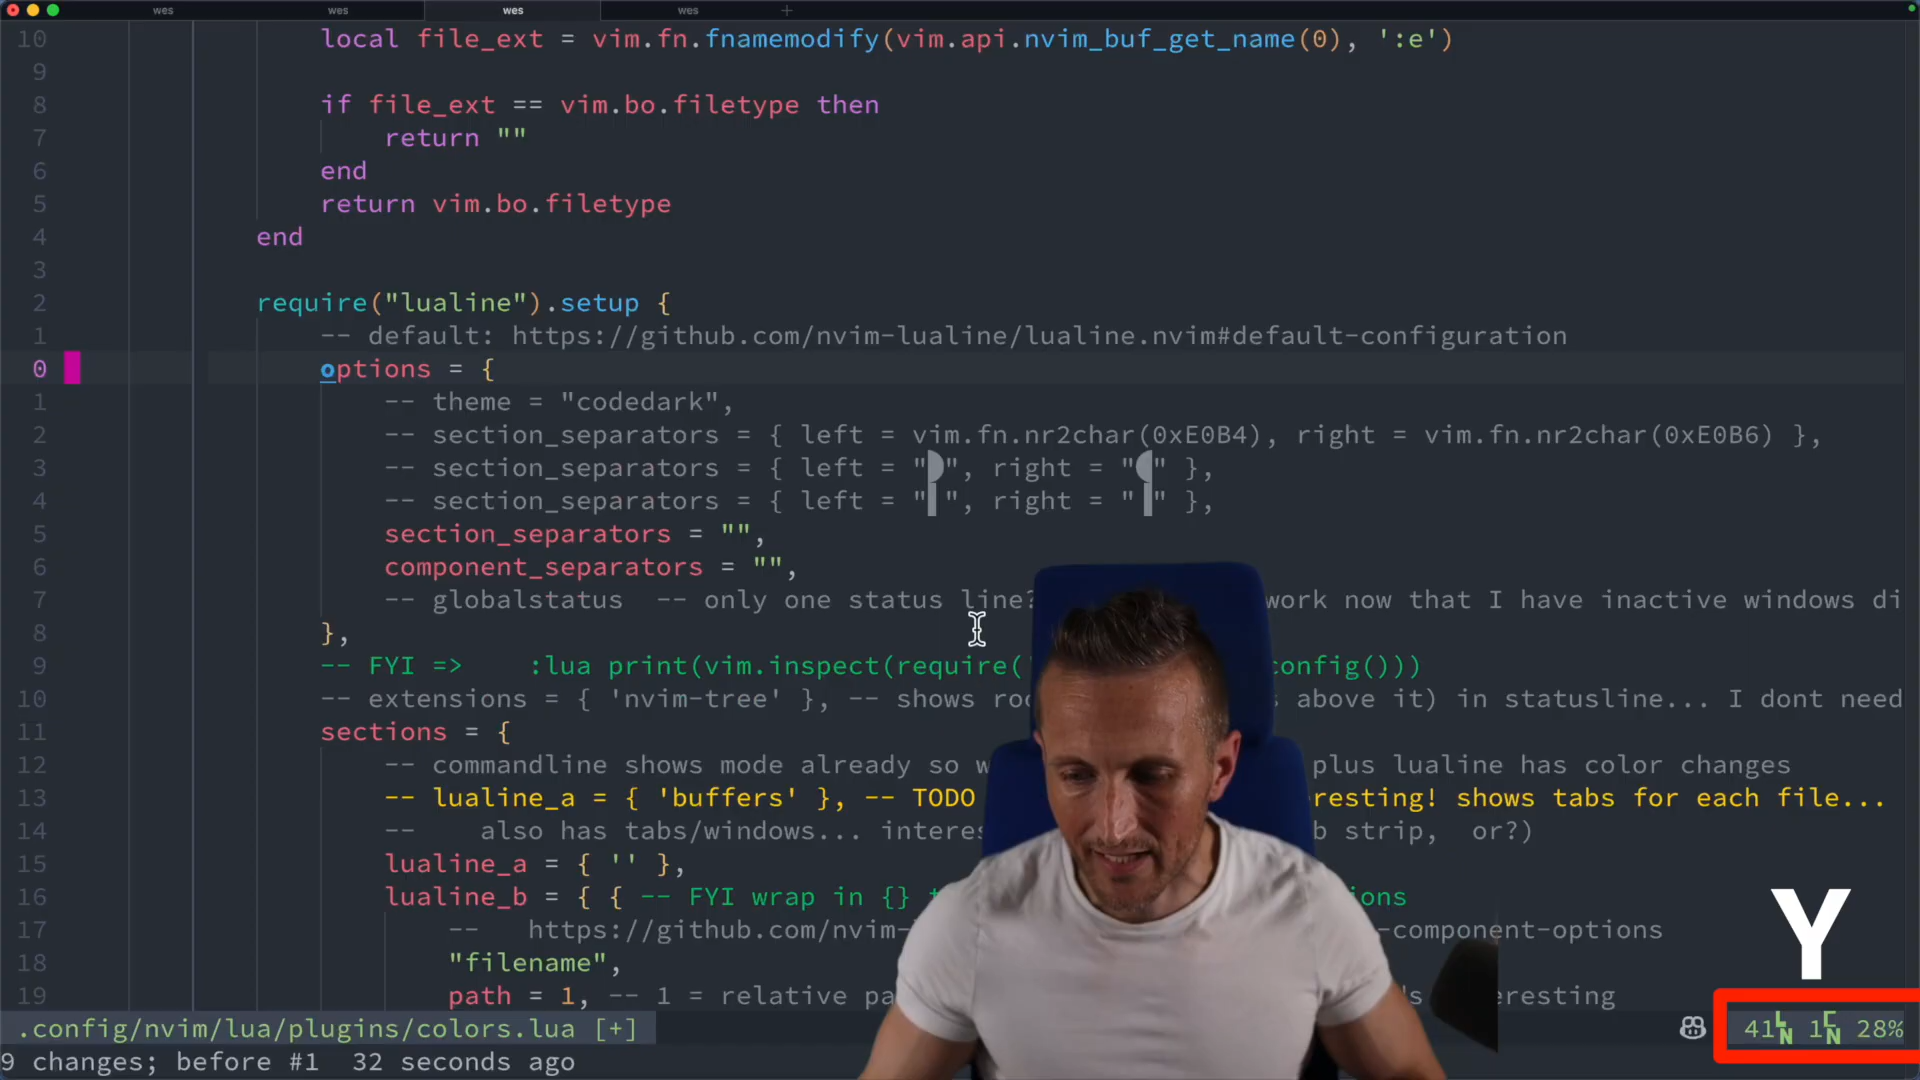 wes wes wes wes +
10 local file_ext = vim.fn.fnamemodify(vim.api.nvim_buf_get_name(0), ':e')
9
8 if file_ext == vim.bo.filetype then
7 return ""
6 end
5 return vim.bo.filetype
4 end
3
2 require("lualine").setup {
1 -- default: https://github.com/nvim-lualine/lualine.nvim#default-configuration
0 options = {
1 -- theme = "codedark",
2 -- section_separators = { left = vim.fn.nr2char(0xE0B4), right = vim.fn.nr2char(0xE0B6) },
3 -- section_separators = { left = "", right = "" },
4 -- section_separators = { left = "▌", right = "▐" },
5 section_separators = "",
6 component_separators = "",
7 -- globalstatus -- only one status line? work now that I have inactive windows di
8 },
9 -- FYI => :lua print(vim.inspect(require( config()))
10 -- extensions = { 'nvim-tree' }, -- shows above it) in statusline... I dont need
11 sections = {
12 -- commandline shows mode already so plus lualine has color changes
13 -- lualine_a = { 'buffers' }, -- TODO resting! shows tabs for each file...
14 -- also has tabs/windows... strip, or?)
15 lualine_a = { '' },
16 lualine_b = { { -- FYI wrap in {}
17 -- https://github.com/nvim- -component-options
18 "filename",
19 path = 1, -- 1 = relative
Y
.config/nvim/lua/plugins/colors.lua [+] 41LN 1CN 28%
9 changes; before #1 32 seconds ago